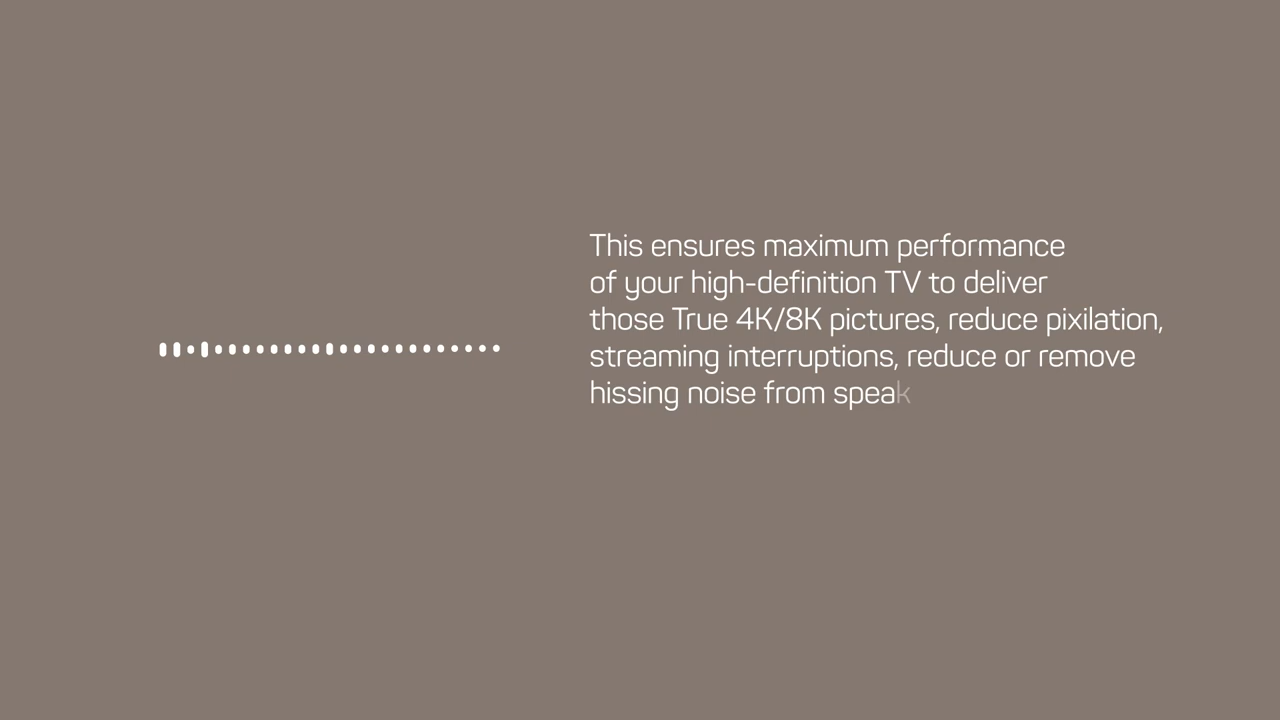 This ensures maximum performance
of your high-definition TV to deliver
those True 4K/8K pictures, reduce pixilation,
streaming interruptions, reduce or remove
hissing noise from speak